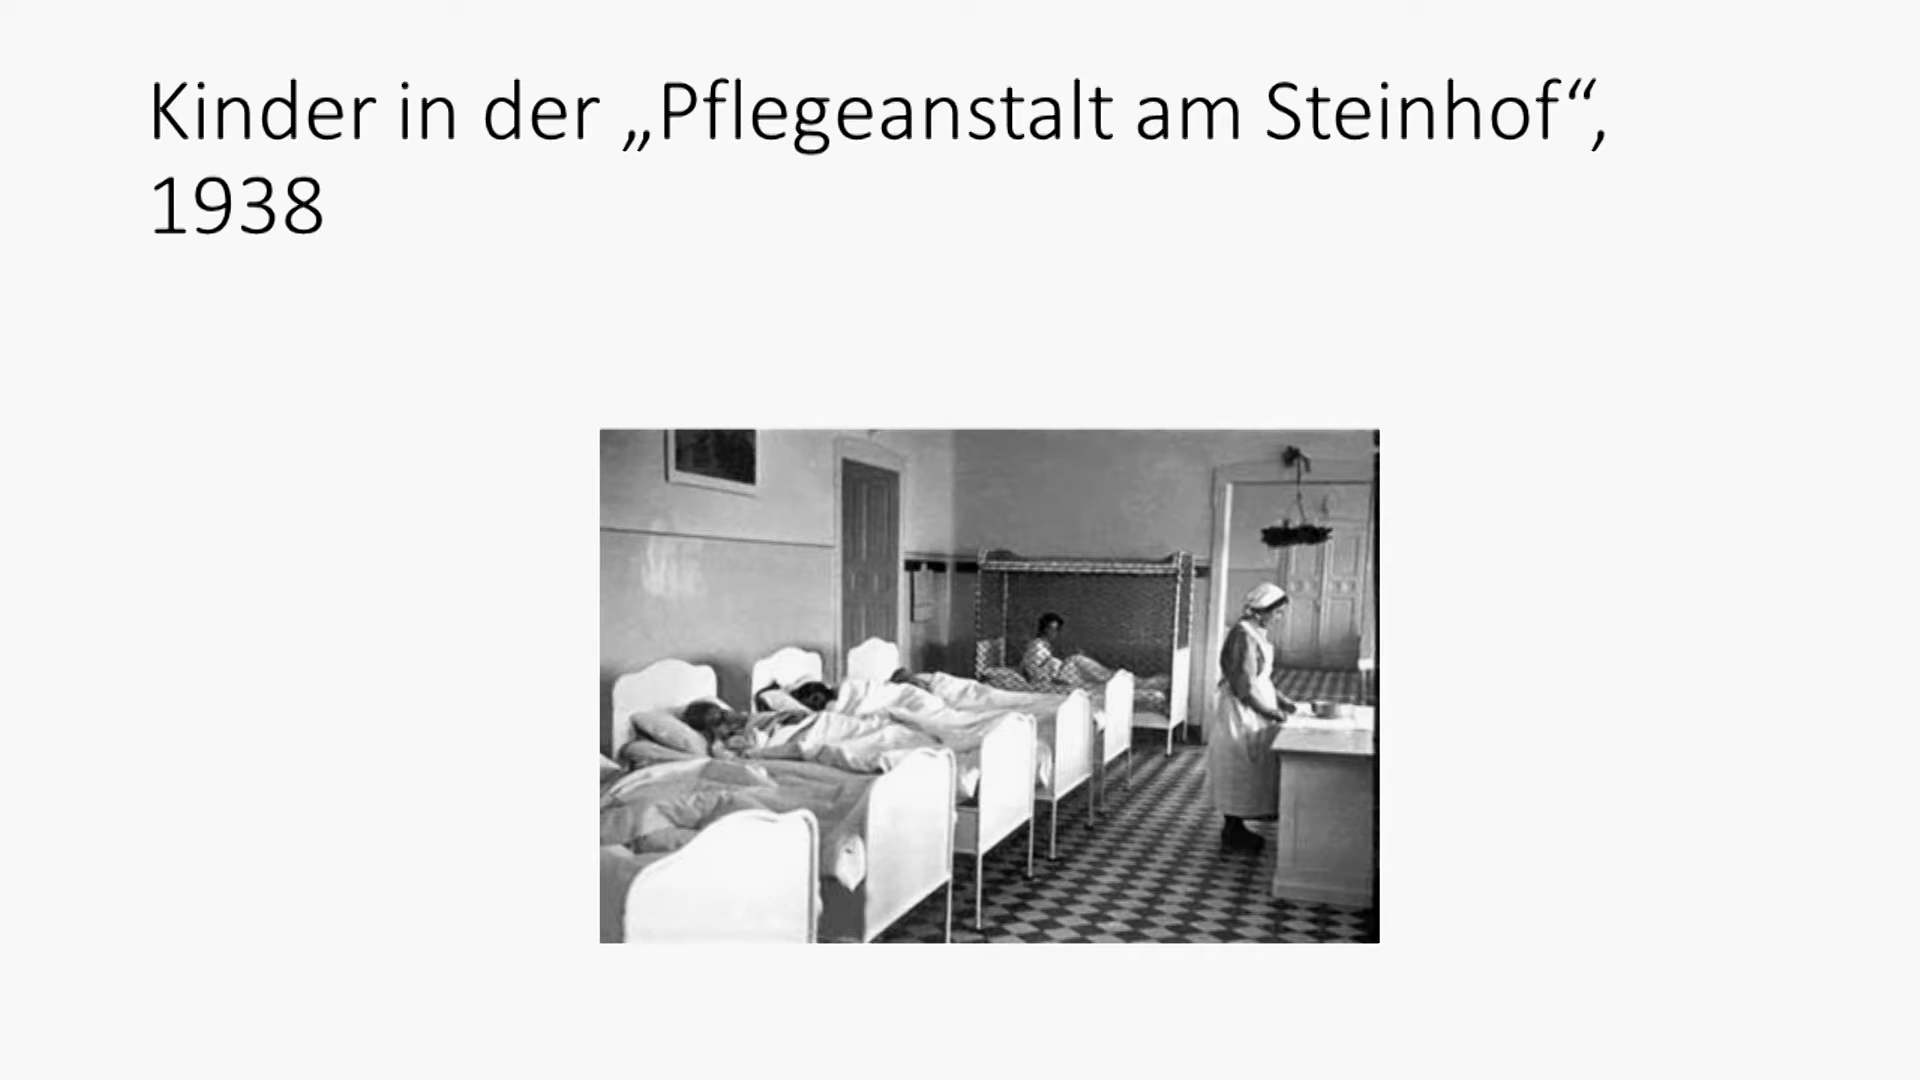 Kinder in der „Pflegeanstalt am Steinhof“,
1938